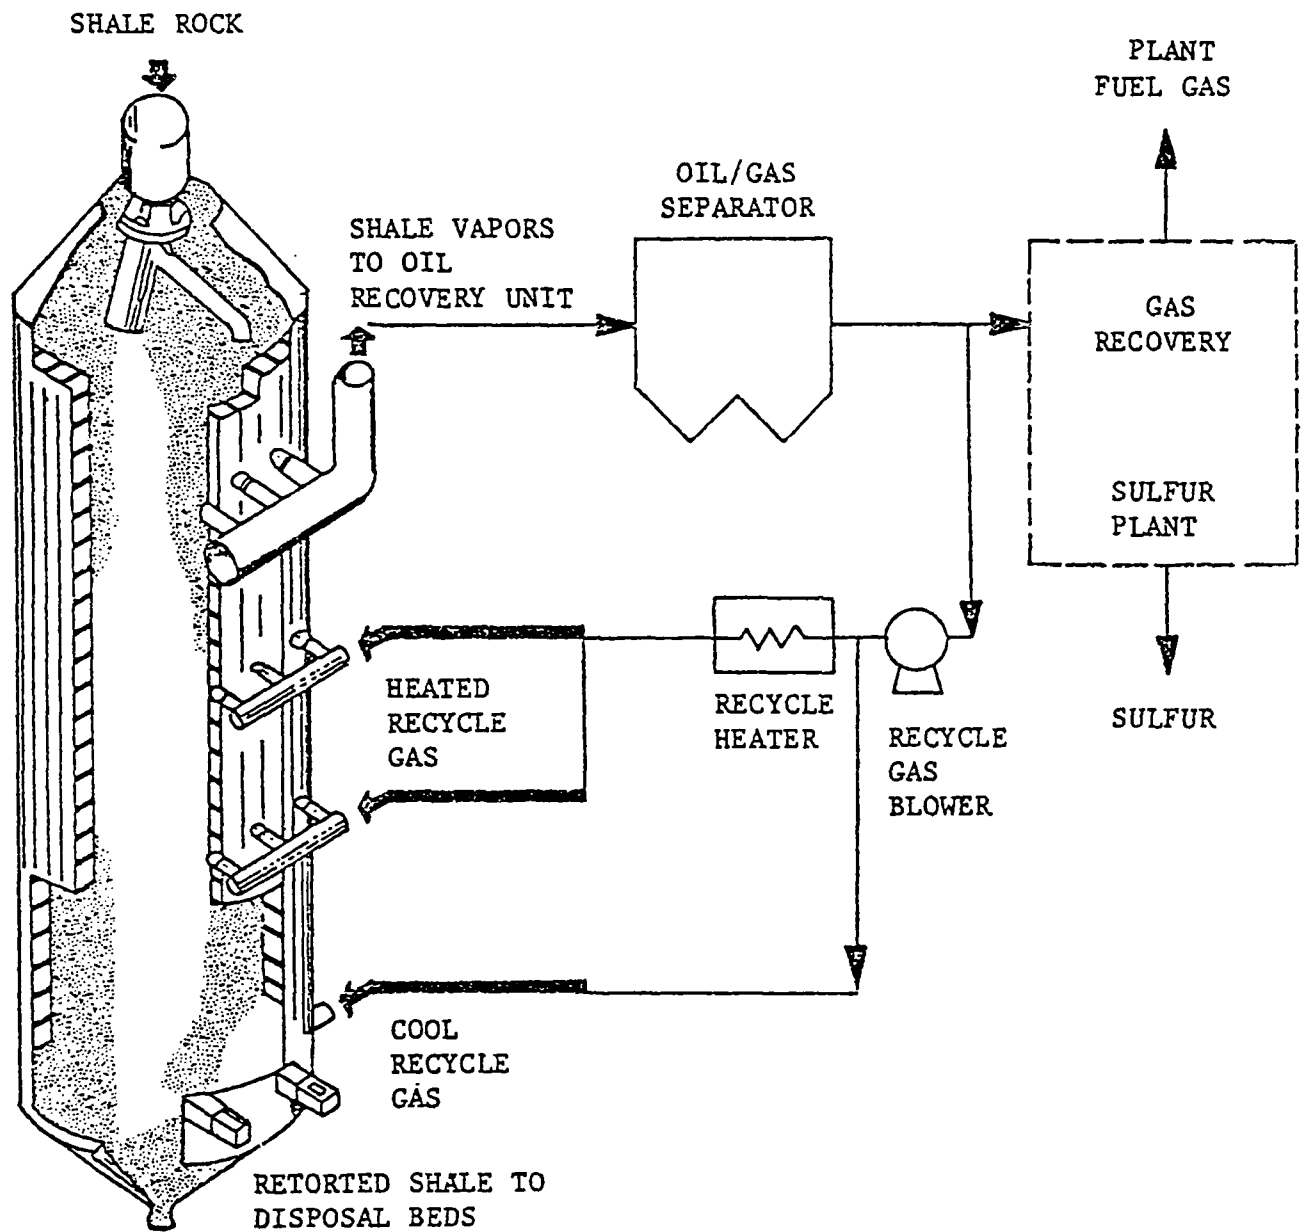 SHALE ROCK
PLANT
FUEL GAS
OIL/GAS
SEPARATOR
SHALE VAPORS
TO OIL
RECOVERY UNIT
GAS
RECOVERY
SULFUR
PLANT
HEATED
RECYCLE
GAS
RECYCLE
HEATER
RECYCLE
GAS
BLOWER
SULFUR
COOL
RECYCLE
GAS
RETORTED SHALE TO
DISPOSAL BEDS